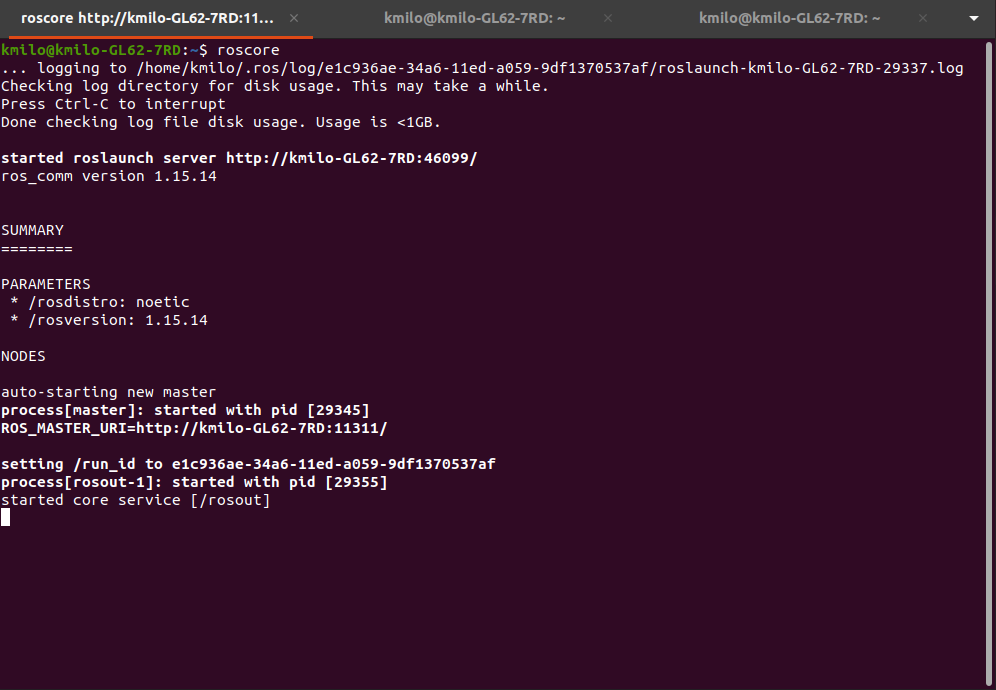 roscore http://kmilo-GL62-7RD:11... × kmilo@kmilo-GL62-7RD: ~ × kmilo@kmilo-GL62-7RD: ~ ×
kmilo@kmilo-GL62-7RD:~$ roscore
... logging to /home/kmilo/.ros/log/e1c936ae-34a6-11ed-a059-9df1370537af/roslaunch-kmilo-GL62-7RD-29337.log
Checking log directory for disk usage. This may take a while.
Press Ctrl-C to interrupt
Done checking log file disk usage. Usage is <1GB.
started roslaunch server http://kmilo-GL62-7RD:46099/
ros_comm version 1.15.14
SUMMARY
========
PARAMETERS
 * /rosdistro: noetic
 * /rosversion: 1.15.14
NODES
auto-starting new master
process[master]: started with pid [29345]
ROS_MASTER_URI=http://kmilo-GL62-7RD:11311/
setting /run_id to e1c936ae-34a6-11ed-a059-9df1370537af
process[rosout-1]: started with pid [29355]
started core service [/rosout]